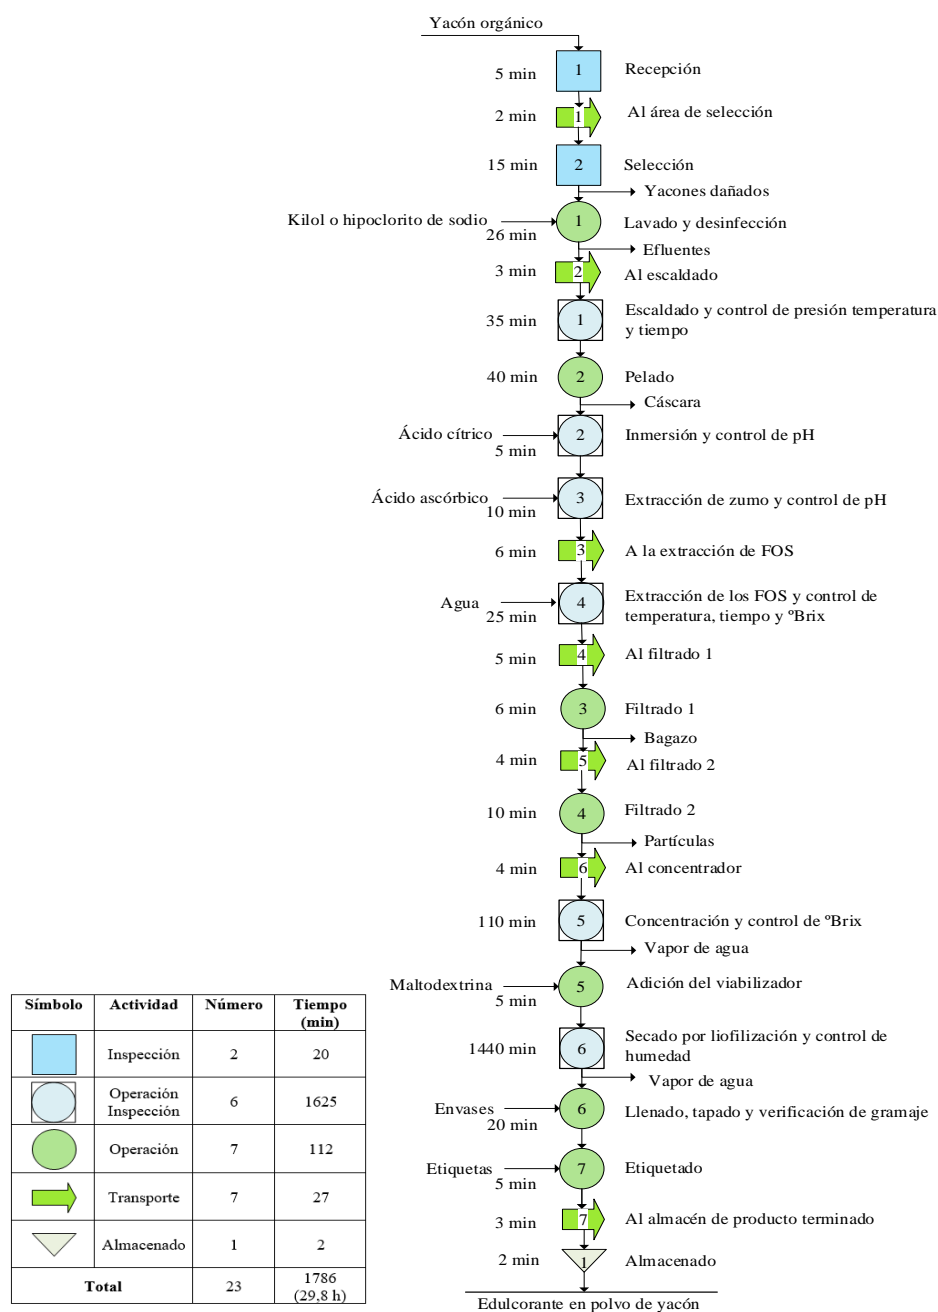 Yacón orgánico
5 min
1
Recepción
2 min
1
Al área de selección
15 min
2
Selección
Yacones dañados
Kilol o hipoclorito de sodio
26 min
1
Lavado y desinfección
Efluentes
3 min
2
Al escaldado
35 min
1
Escaldado y control de presión temperatura
y tiempo
40 min
2
Pelado
Cáscara
Ácido cítrico
5 min
2
Inmersión y control de pH
Ácido ascórbico
10 min
3
Extracción de zumo y control de pH
6 min
3
A la extracción de FOS
Agua
25 min
4
Extracción de los FOS y control de
temperatura, tiempo y ºBrix
5 min
4
Al filtrado 1
6 min
3
Filtrado 1
Bagazo
4 min
5
Al filtrado 2
10 min
4
Filtrado 2
Partículas
4 min
6
Al concentrador
110 min
5
Concentración y control de ºBrix
Vapor de agua
Maltodextrina
5 min
5
Adición del viabilizador
1440 min
6
Secado por liofilización y control de
humedad
Vapor de agua
Envases
20 min
6
Llenado, tapado y verificación de gramaje
Etiquetas
5 min
7
Etiquetado
3 min
7
Al almacén de producto terminado
2 min
1
Almacenado
Edulcorante en polvo de yacón
Símbolo Actividad Número Tiempo
(min)
Inspección 2 20
Operación
Inspección 6 1625
Operación 7 112
Transporte 7 27
Almacenado 1 2
Total 23 1786
(29,8 h)